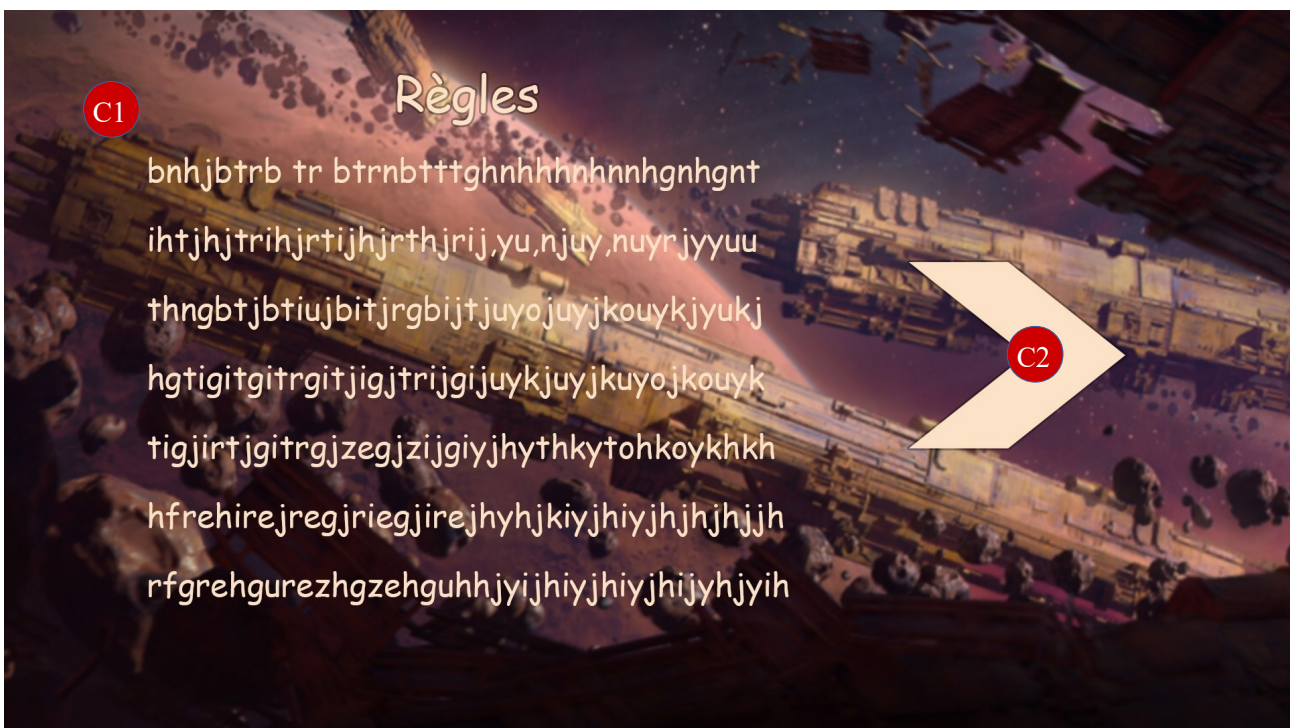 Règles
C1
bnhjbtrb tr btrnbtttghnhhhnhnnhgnhgnt
ihtjhjtrihjrtijhjrthjrij,yu,njuy,nuyrjyyuu
thngbtjbtiujbitjrgbijtjuyojuyjkouykjyukj
C2
hgtigitgitrgitjigjtrijgijuykjuyjkuyojkouyk
tigjirtjgitrgjzegjzijgiyjhythkytohkoykhkh
hfrehirejregjriegjirejhyhjkiyjhiyjhjhjhjjh
rfgrehgurezhgzehguhhjyijhiyjhiyjhijyhjyih